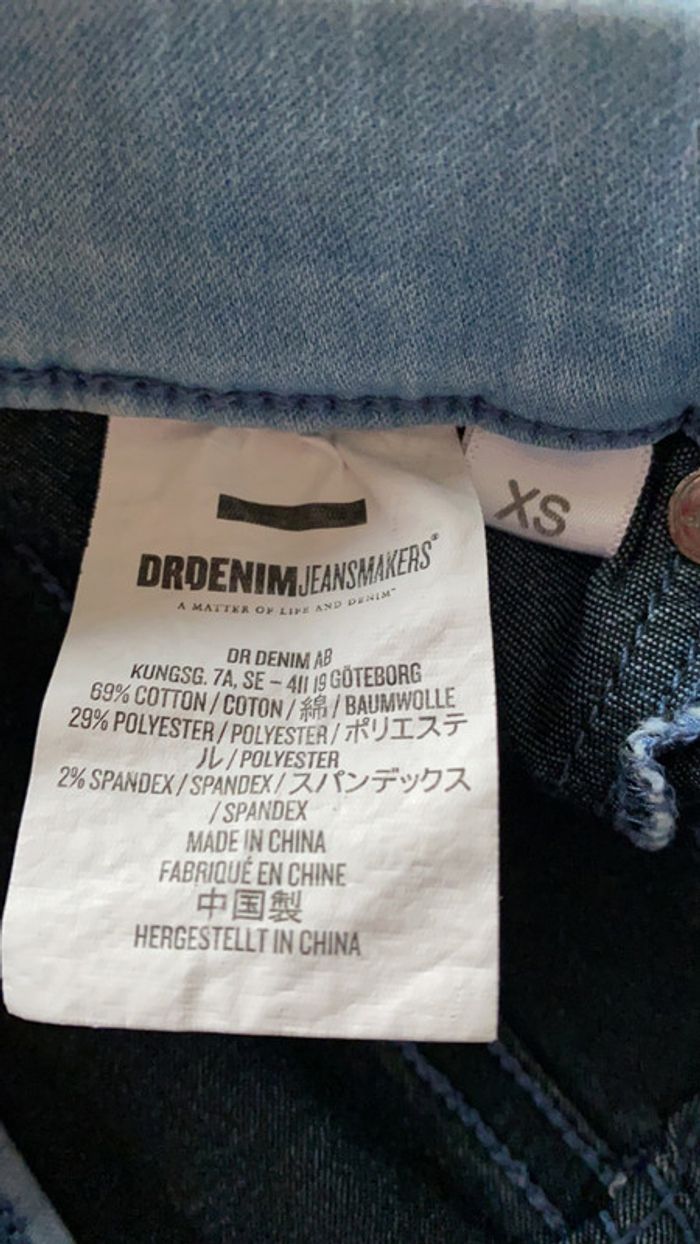 XS
DRDENIMJEANSMAKERS®
A MATTER OF LIFE AND DENIM™
DR DENIM AB
KUNGSG. 7A, SE – 411 19 GÖTEBORG
69% COTTON / COTON / 綿 / BAUMWOLLE
29% POLYESTER / POLYESTER / ポリエステ
ル / POLYESTER
2% SPANDEX / SPANDEX / スパンデックス
/ SPANDEX
MADE IN CHINA
FABRIQUÉ EN CHINE
中国製
HERGESTELLT IN CHINA